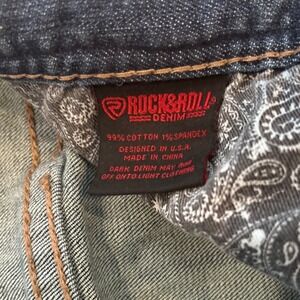 ROCK&ROLL®
DENIM
99% COTTON 1% SPANDEX
DESIGNED IN U.S.A.
MADE IN CHINA
DARK DENIM MAY RUB
OFF ONTO LIGHT CLOTHING